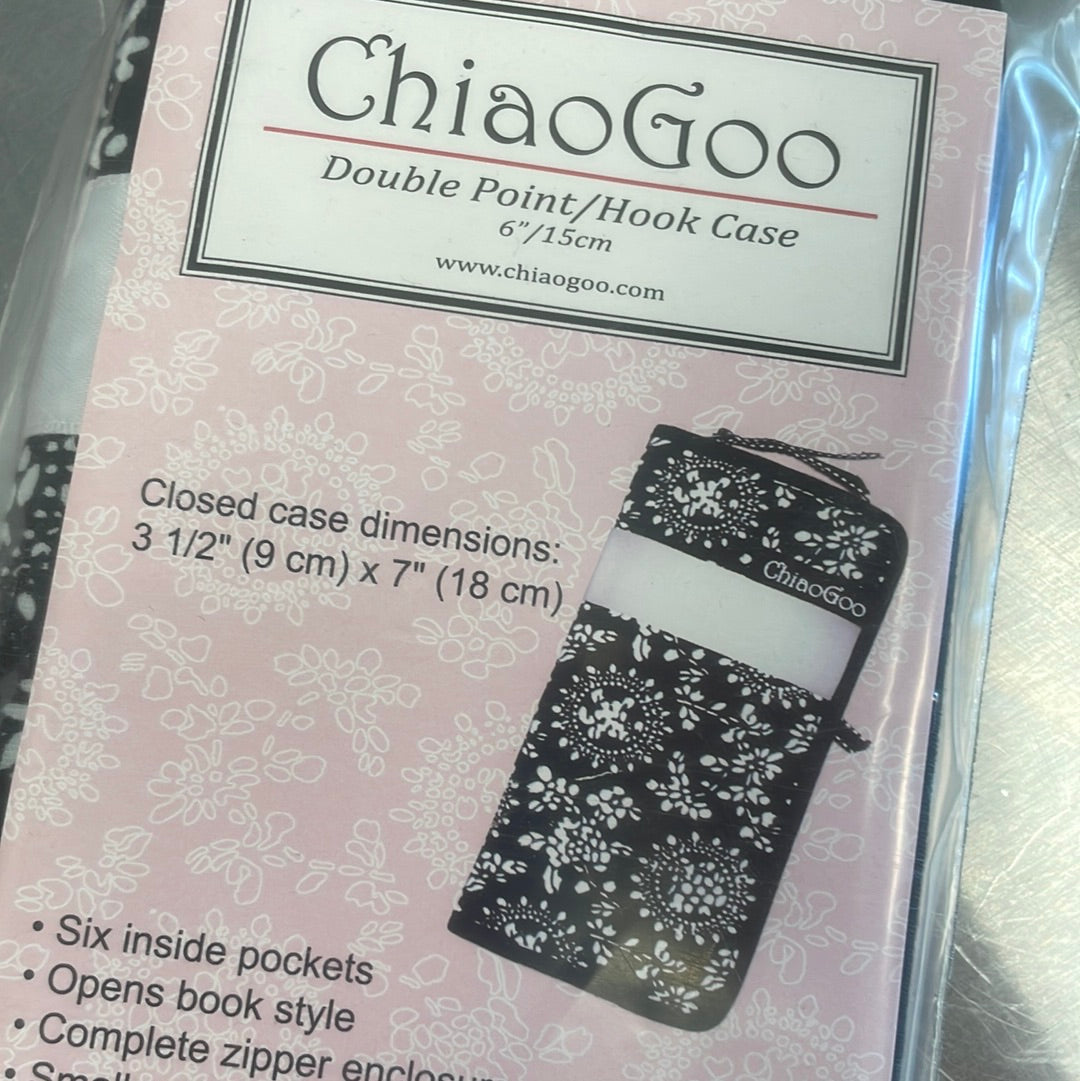 ChiaoGoo
Double Point/Hook Case
6"/15cm
www.chiaogoo.com
Closed case dimensions:
3 1/2" (9 cm) x 7" (18 cm)
ChiaoGoo
• Six inside pockets
• Opens book style
• Complete zipper